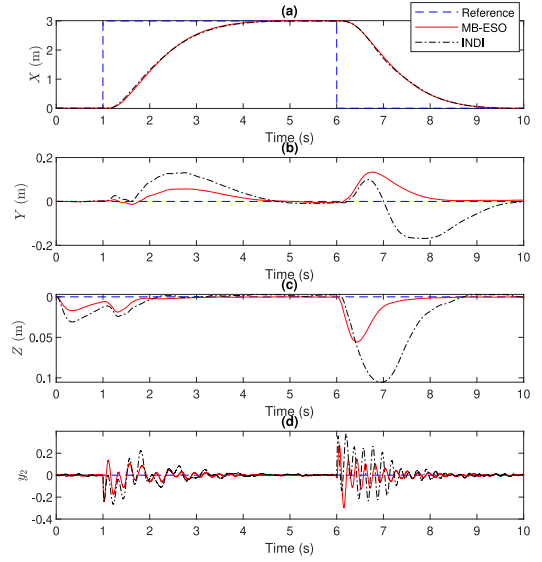 (a)
Reference
MB-ESO
INDI
3
2
1
0
X (m)
0 1 2 3 4 5 6 7 8 9 10
Time (s)
(b)
0.2
0
-0.2
Y (m)
0 1 2 3 4 5 6 7 8 9 10
Time (s)
(c)
0
0.05
0.1
Z (m)
0 1 2 3 4 5 6 7 8 9 10
Time (s)
(d)
0.2
0
-0.2
-0.4
y2
0 1 2 3 4 5 6 7 8 9 10
Time (s)